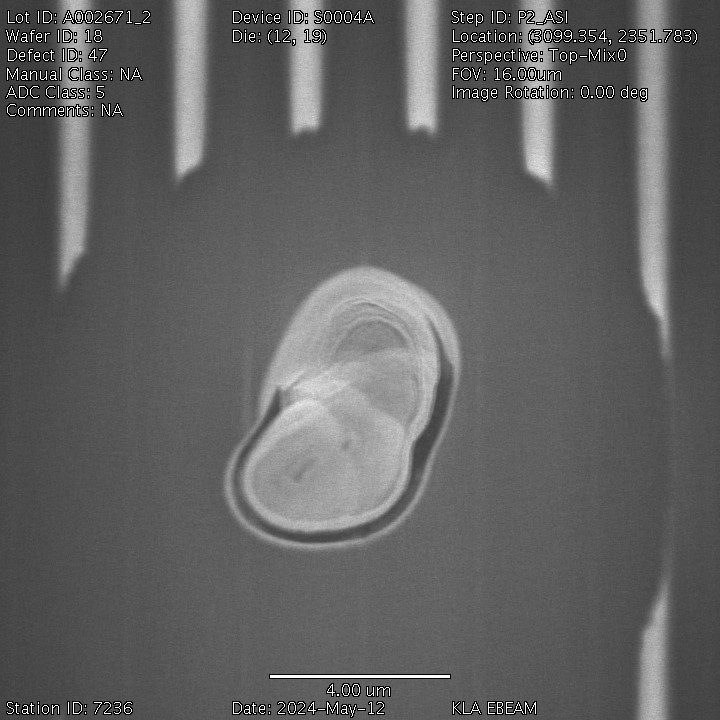 Lot ID: A002671_2
Device ID: S0004A
Step ID: P2_ASI
Wafer ID: 18
Die: (12, 19)
Location: (3099.354, 2351.783)
Defect ID: 47
Perspective: Top-Mix0
Manual Class: NA
FOV: 16.00um
ADC Class: 5
Image Rotation: 0.00 deg
Comments: NA
4.00 um
Station ID: 7236
Date: 2024-May-12
KLA EBEAM